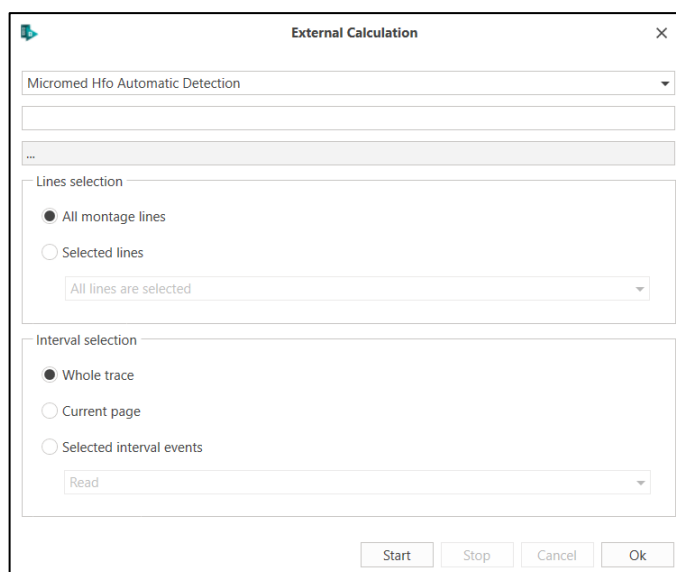 External Calculation
Micromed Hfo Automatic Detection
...
Lines selection
All montage lines
Selected lines
All lines are selected
Interval selection
Whole trace
Current page
Selected interval events
Read
Start Stop Cancel Ok